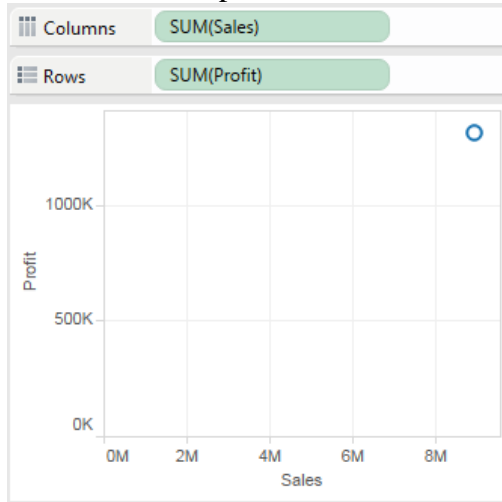 Columns SUM(Sales)
Rows SUM(Profit)
1000K
Profit
500K
0K
0M 2M 4M 6M 8M
Sales